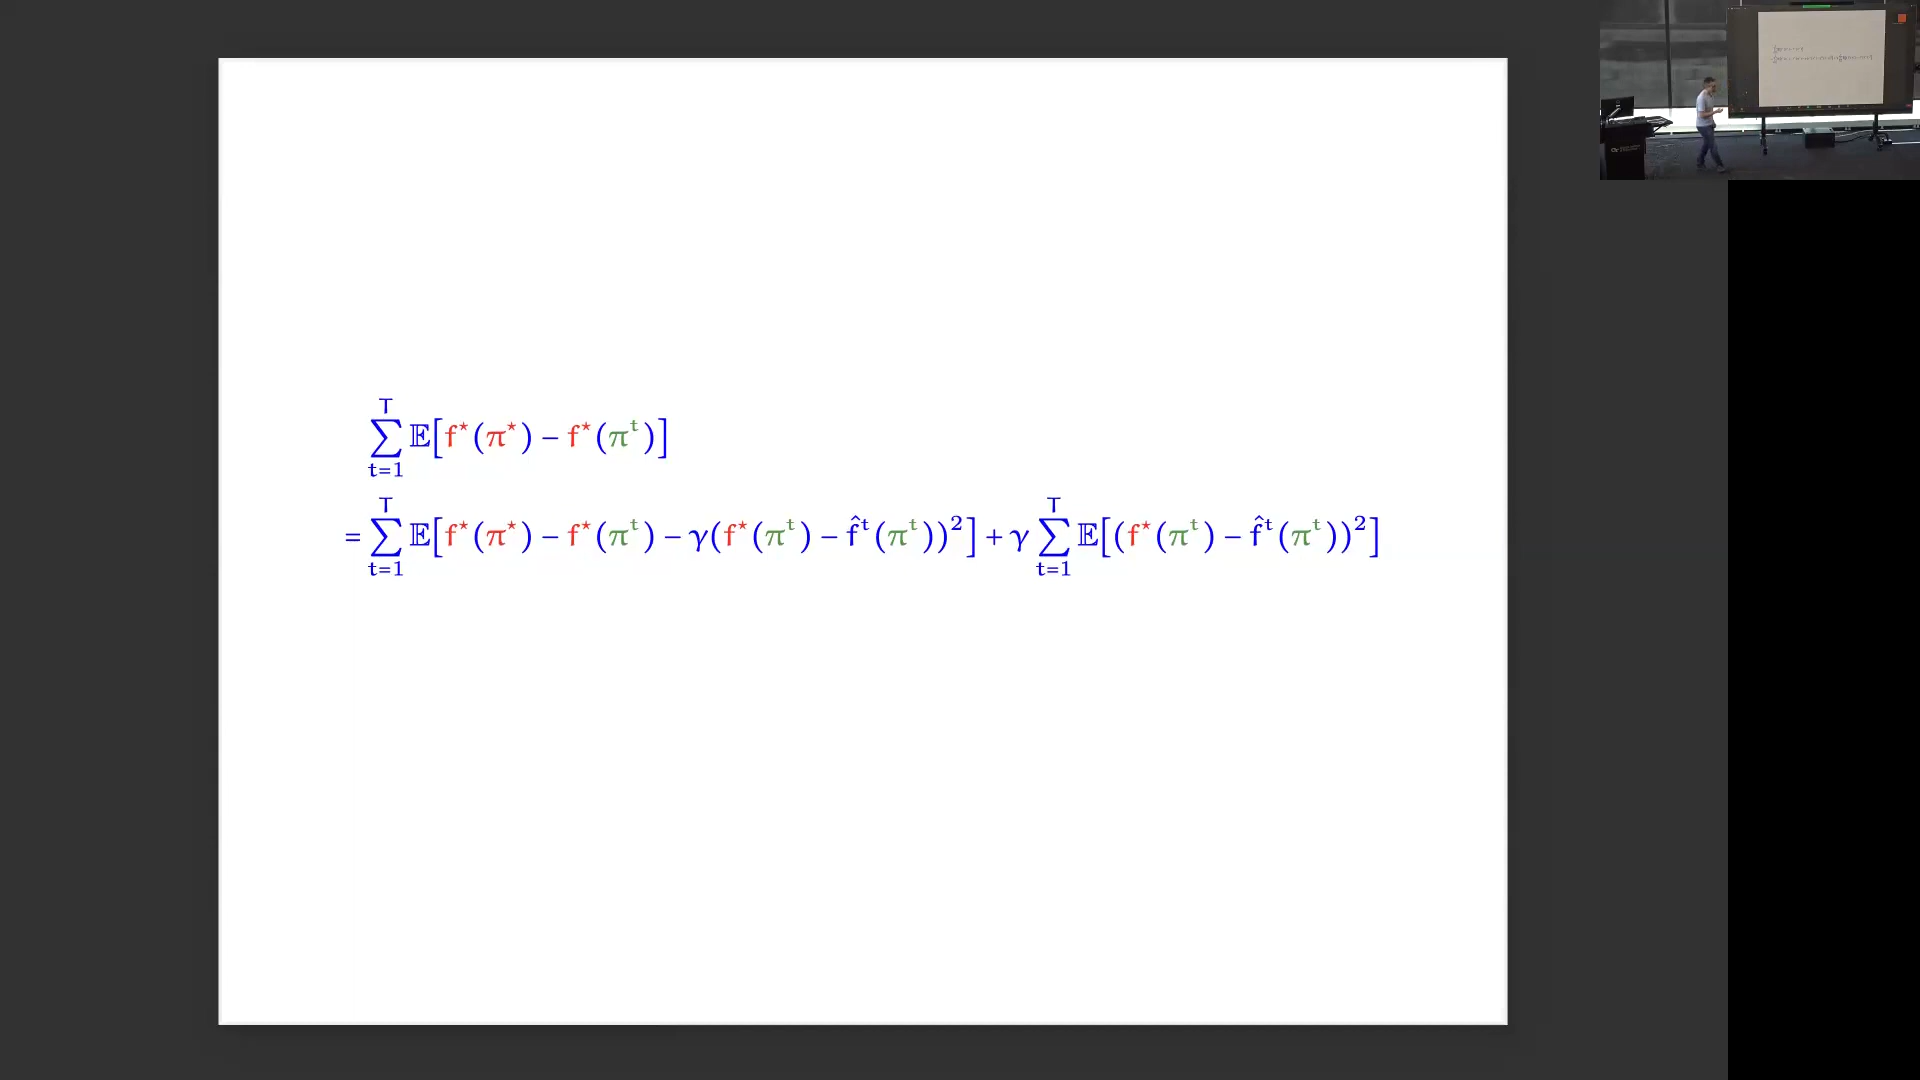 ∑_{t=1}^{T} 𝔼[f*(π*) – f*(π^t)]
= ∑_{t=1}^{T} 𝔼[f*(π*) – f*(π^t) – γ(f*(π^t) – f̂^t(π^t))^2] + γ ∑_{t=1}^{T} 𝔼[(f*(π^t) – f̂^t(π^t))^2]